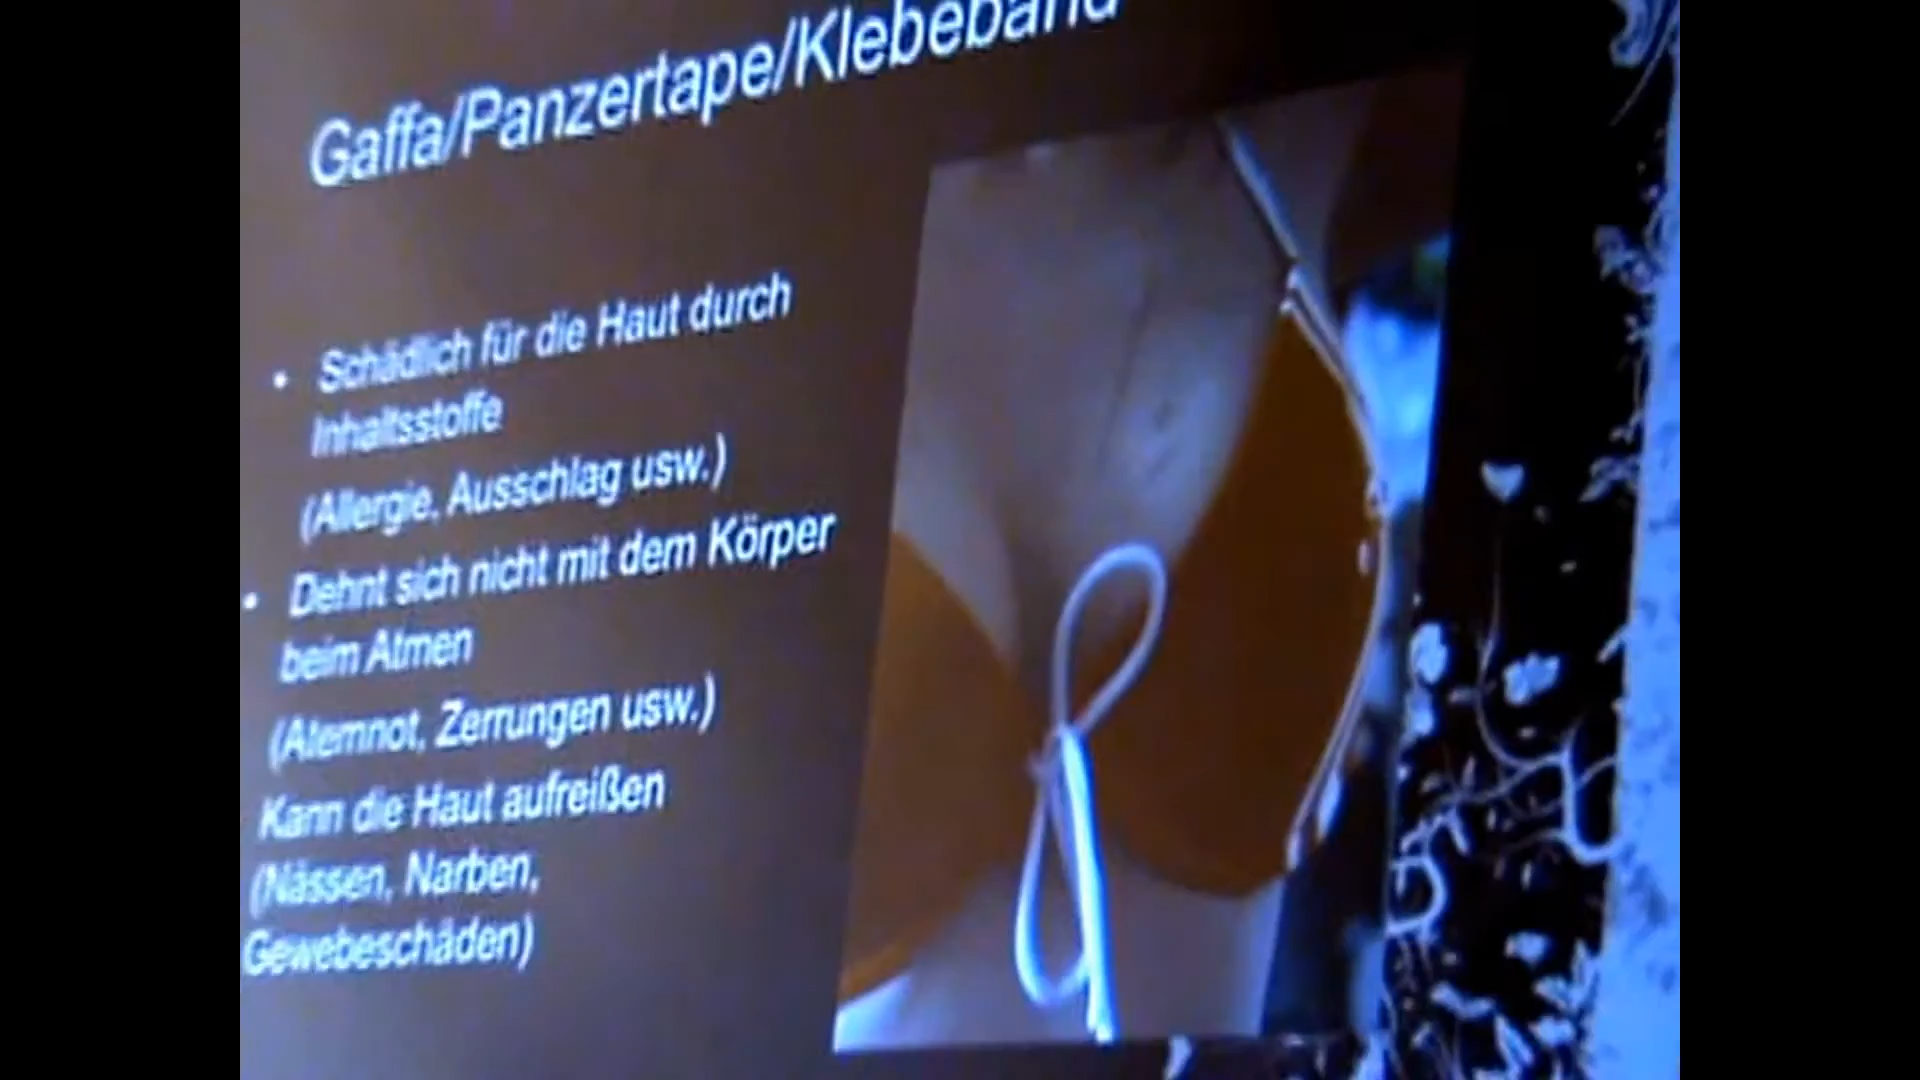 Gaffa/Panzertape/Klebeband
• Schädlich für die Haut durch
Inhaltsstoffe
(Allergie, Ausschlag usw.)
• Dehnt sich nicht mit dem Körper
beim Atmen
(Atemnot, Zerrungen usw.)
Kann die Haut aufreißen
(Nässen, Narben,
Gewebeschäden)